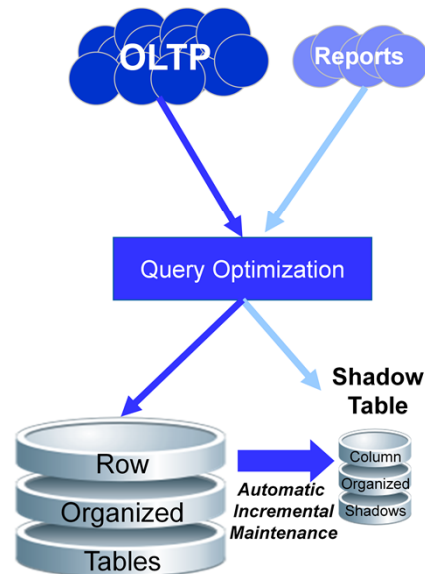 OLTP
Reports
Query Optimization
Shadow
Table
Row
Organized
Tables
Automatic
Incremental
Maintenance
Column
Organized
Shadows